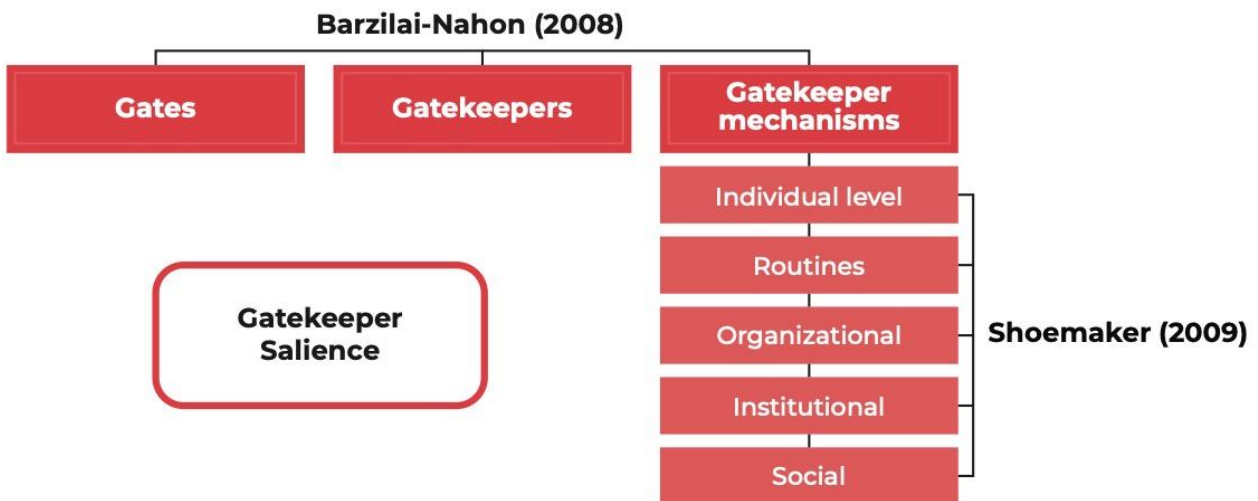 Barzilai-Nahon (2008)
Gates
Gatekeepers
Gatekeeper
mechanisms
Individual level
Routines
Organizational
Institutional
Social
Shoemaker (2009)
Gatekeeper
Salience